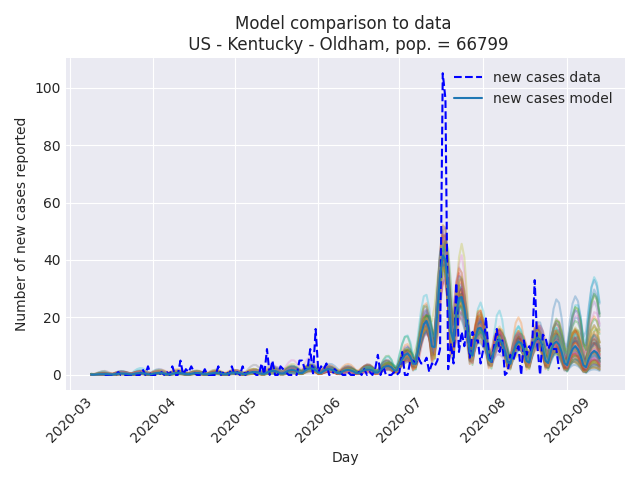 Model comparison to data
US - Kentucky - Oldham, pop. = 66799
new cases data
new cases model
Number of new cases reported
100
80
60
40
20
0
2020-03
2020-04
2020-05
2020-06
2020-07
2020-08
2020-09
Day